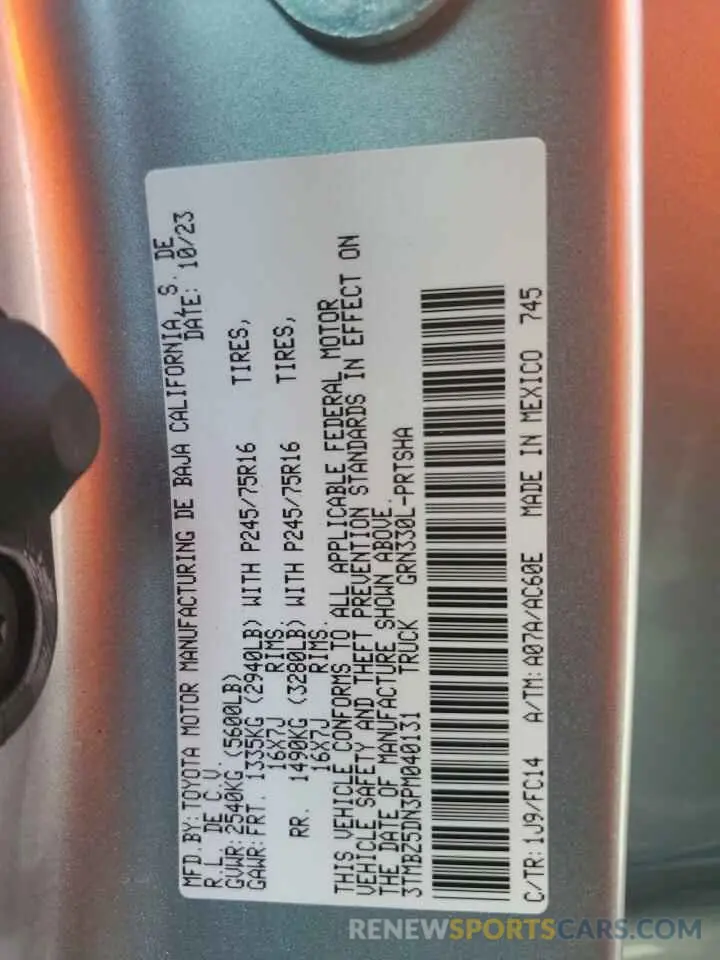 MFD.BY:TOYOTA MOTOR MANUFACTURING DE BAJA CALIFORNIA, S. DE
R.L. DE C.V. DATE: 10/23
GVWR:2540KG (5600LB)
GAWR:FRT. 1335KG (2940LB) WITH P245/75R16 TIRES,
16X7J RIMS
RR. 1490KG (3280LB) WITH P245/75R16 TIRES,
16X7J RIMS.
THIS VEHICLE CONFORMS TO ALL APPLICABLE FEDERAL MOTOR
VEHICLE SAFETY AND THEFT PREVENTION STANDARDS IN EFFECT ON
THE DATE OF MANUFACTURE SHOWN ABOVE.
3TMBZ5DN3PM040131 TRUCK GRN330L-PRTSHA
C/TR:1J9/FC14 A/TM:A07A/AC60E MADE IN MEXICO 745
RENEWSPORTSCARS.COM